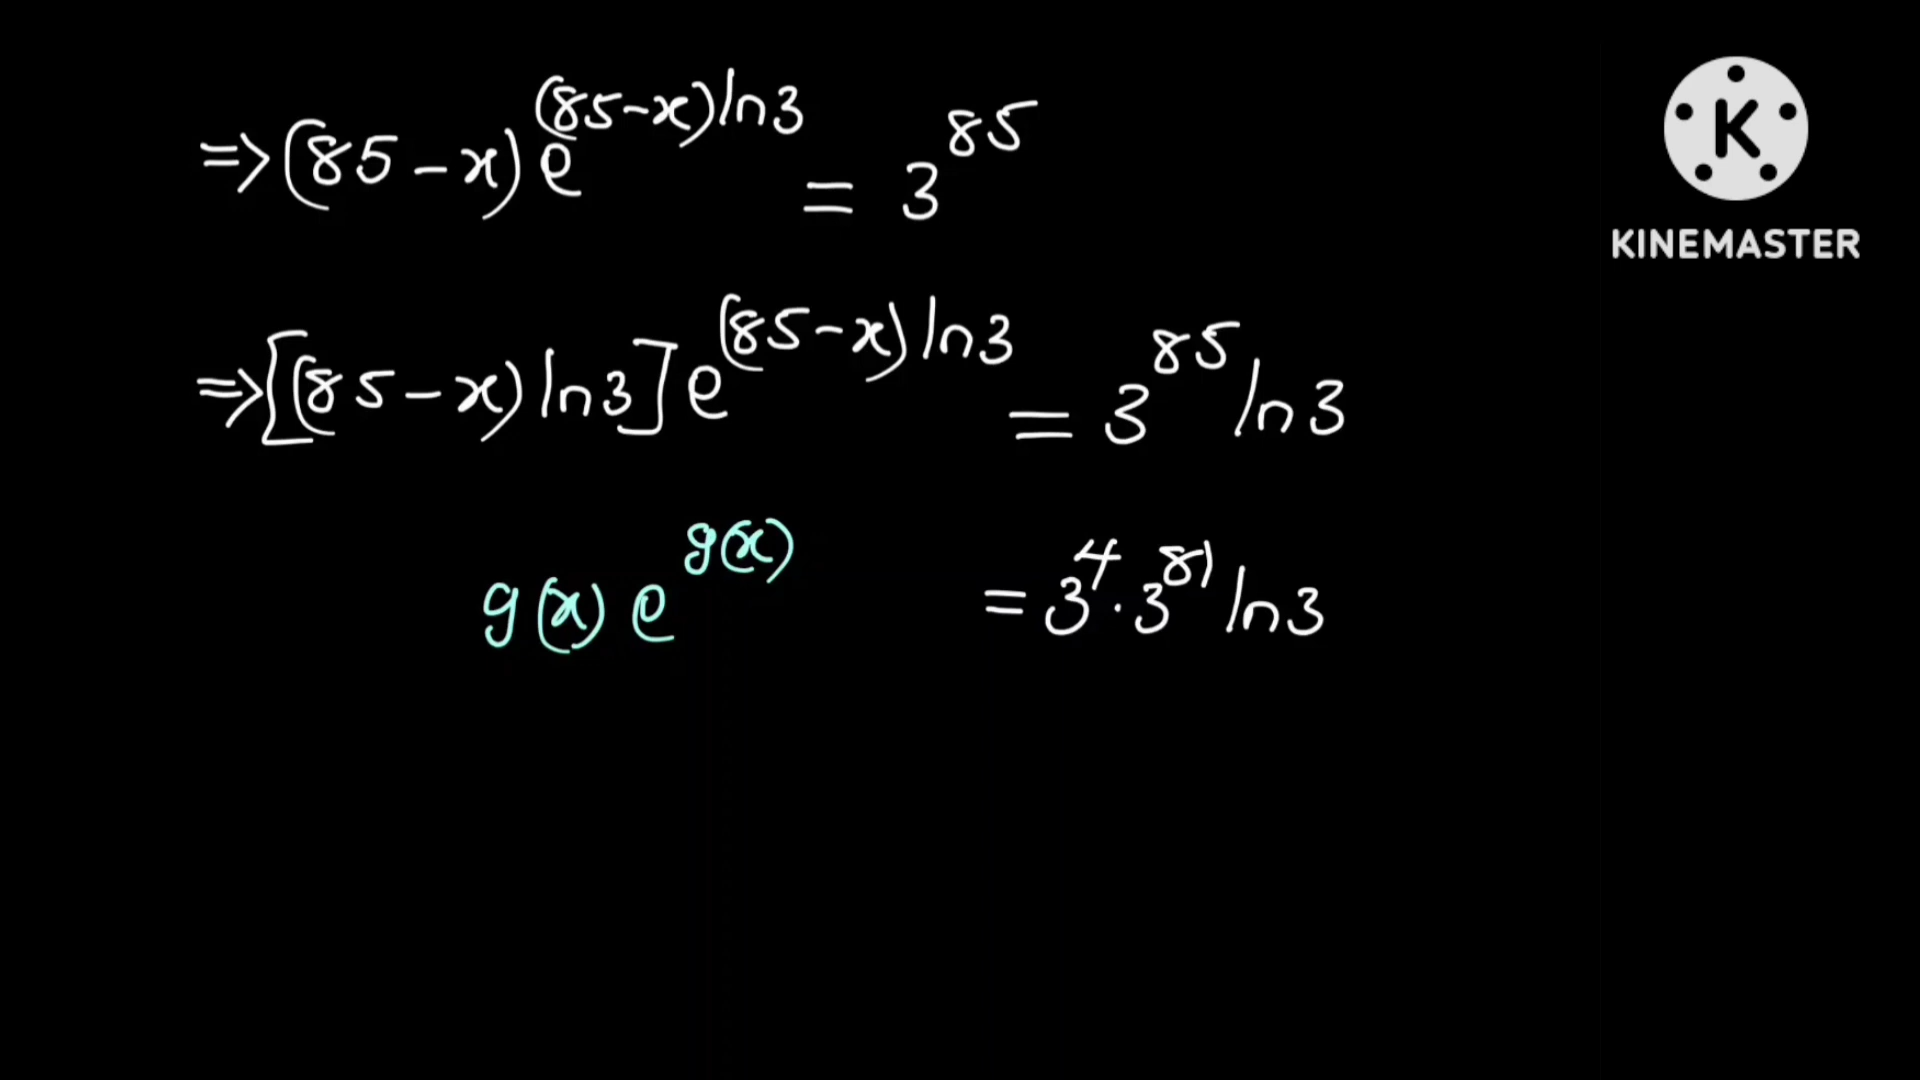 => (85-x) e^(85-x)ln3 = 3^85
K
KINEMASTER
=> [(85-x) ln3] e^(85-x)ln3 = 3^85 ln3
g(x) e^g(x) = 3^4 · 3^81 ln3